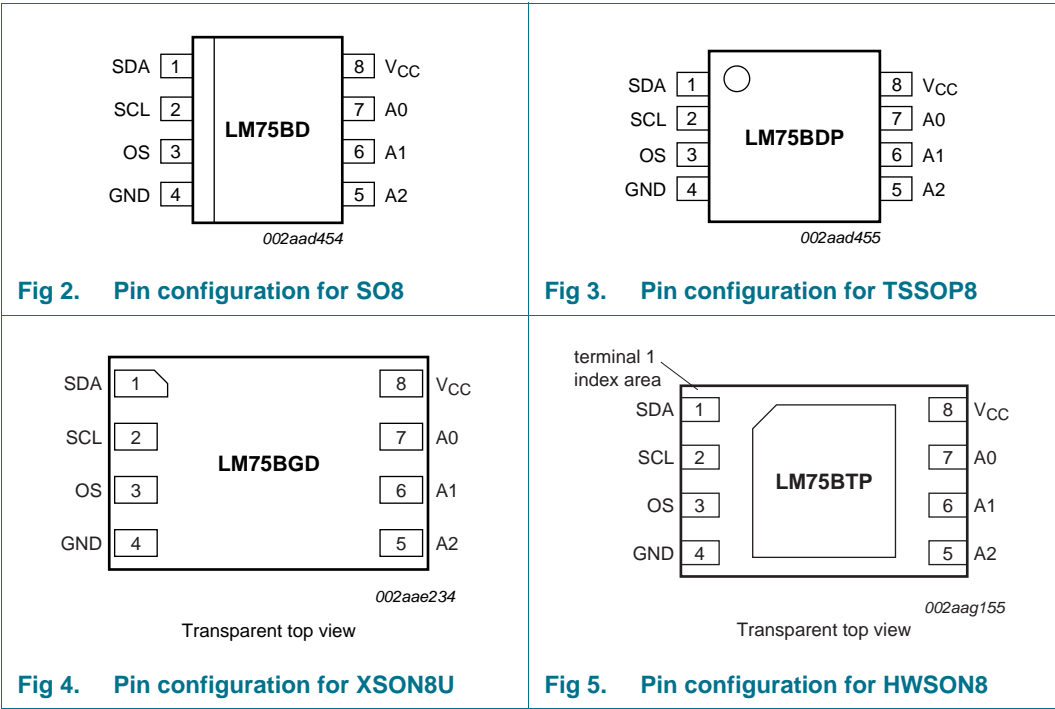 SDA 1 8 VCC
SCL 2 7 A0
LM75BD
OS 3 6 A1
GND 4 5 A2
002aad454
Fig 2. Pin configuration for SO8
SDA 1 8 VCC
SCL 2 7 A0
LM75BDP
OS 3 6 A1
GND 4 5 A2
002aad455
Fig 3. Pin configuration for TSSOP8
SDA 1 8 VCC
SCL 2 7 A0
LM75BGD
OS 3 6 A1
GND 4 5 A2
002aae234
Transparent top view
Fig 4. Pin configuration for XSON8U
terminal 1
index area
SDA 1 8 VCC
SCL 2 7 A0
LM75BTP
OS 3 6 A1
GND 4 5 A2
002aag155
Transparent top view
Fig 5. Pin configuration for HWSON8